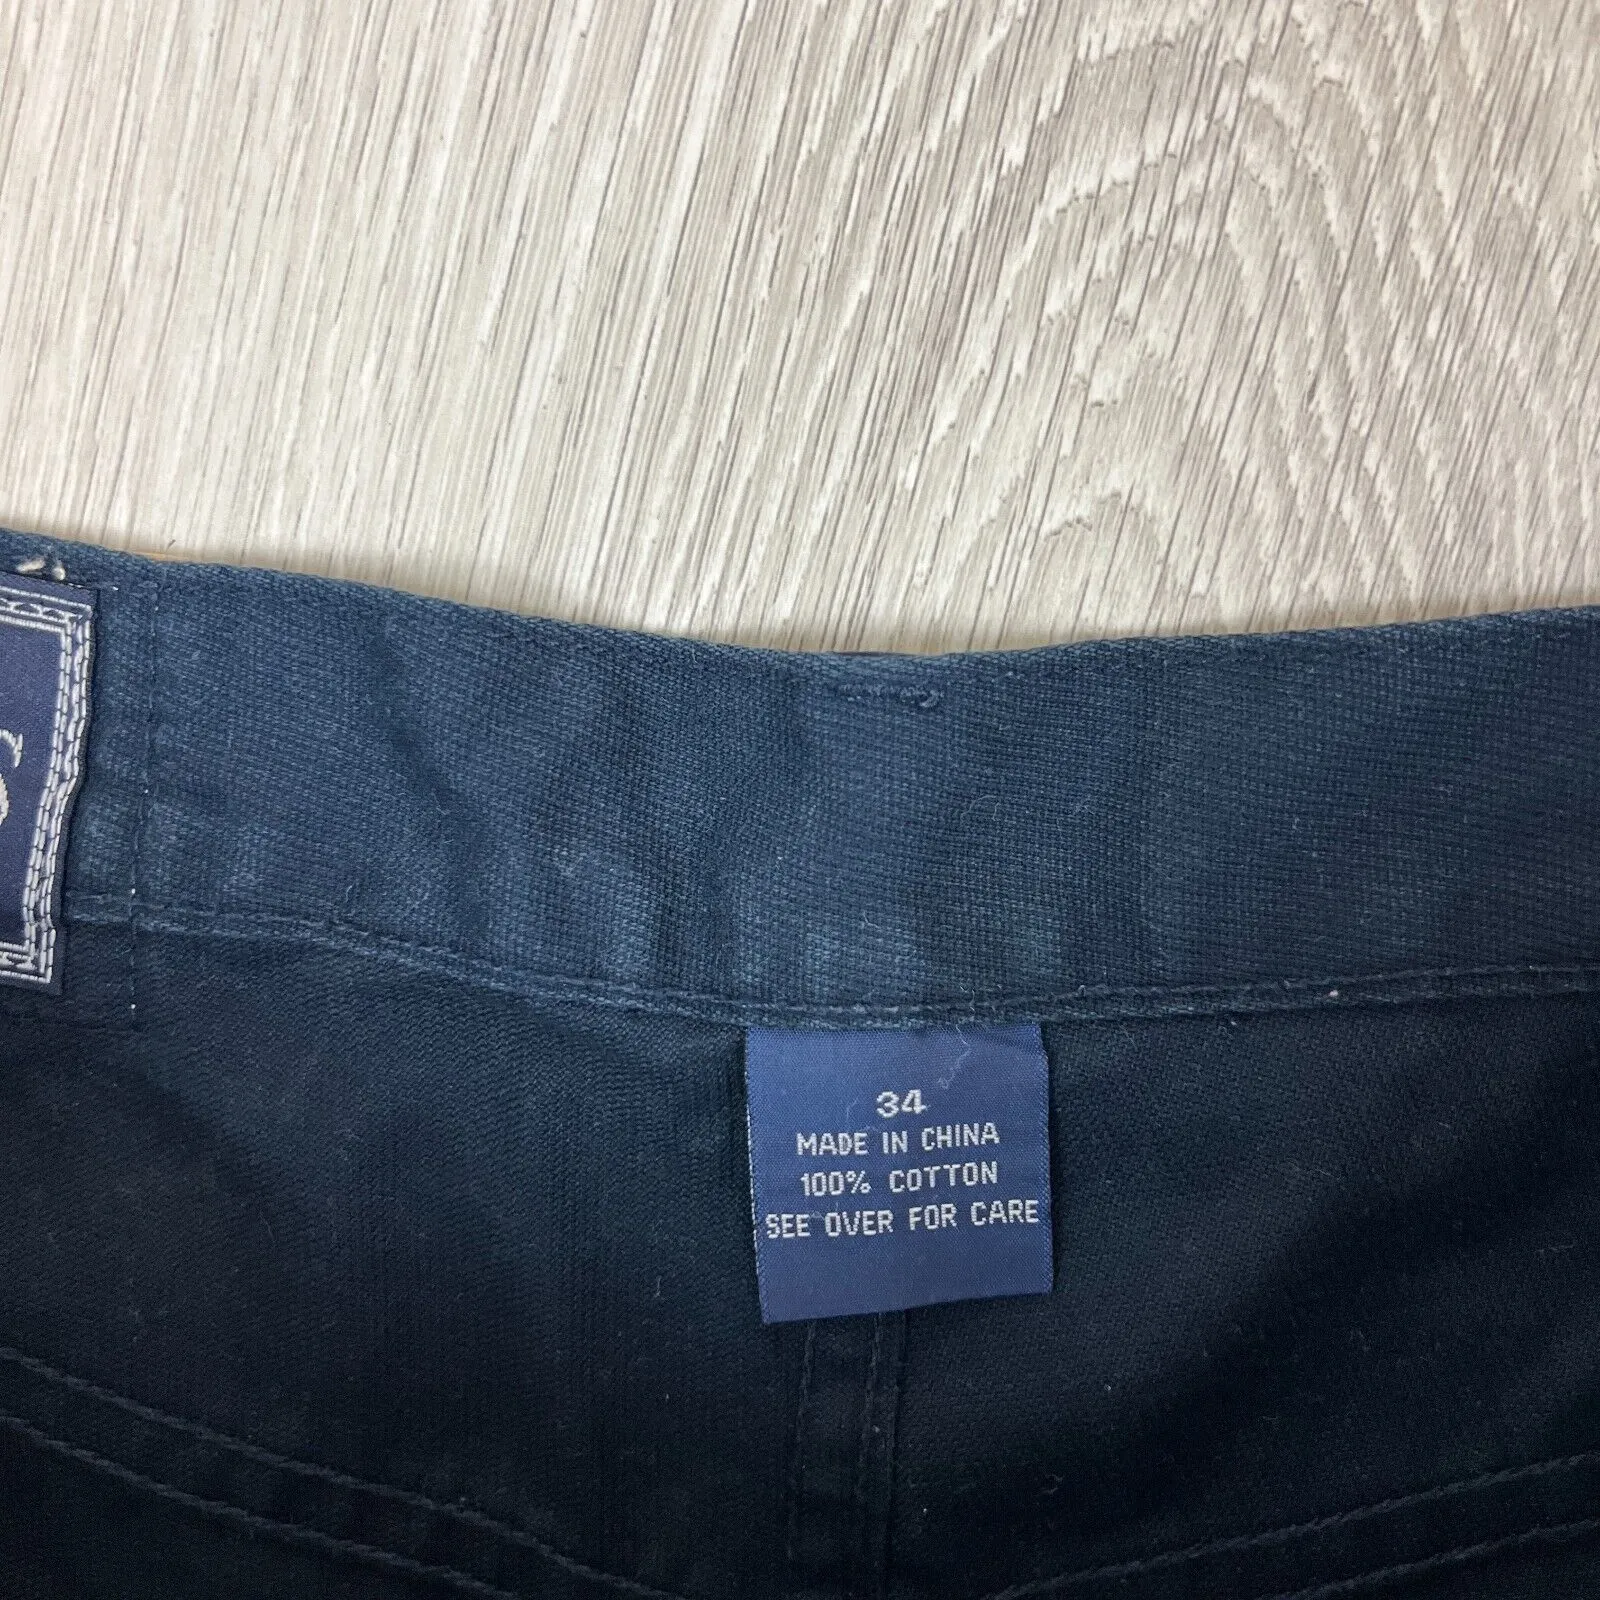 34
MADE IN CHINA
100% COTTON
SEE OVER FOR CARE